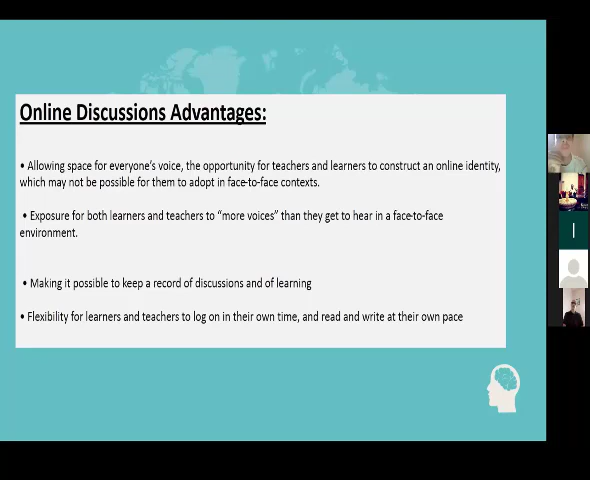 Online Discussions Advantages:
• Allowing space for everyone's voice, the opportunity for teachers and learners to construct an online identity,
which may not be possible for them to adopt in face-to-face contexts.
• Exposure for both learners and teachers to “more voices” than they get to hear in a face-to-face
environment.
• Making it possible to keep a record of discussions and of learning
• Flexibility for learners and teachers to log on in their own time, and read and write at their own pace
I